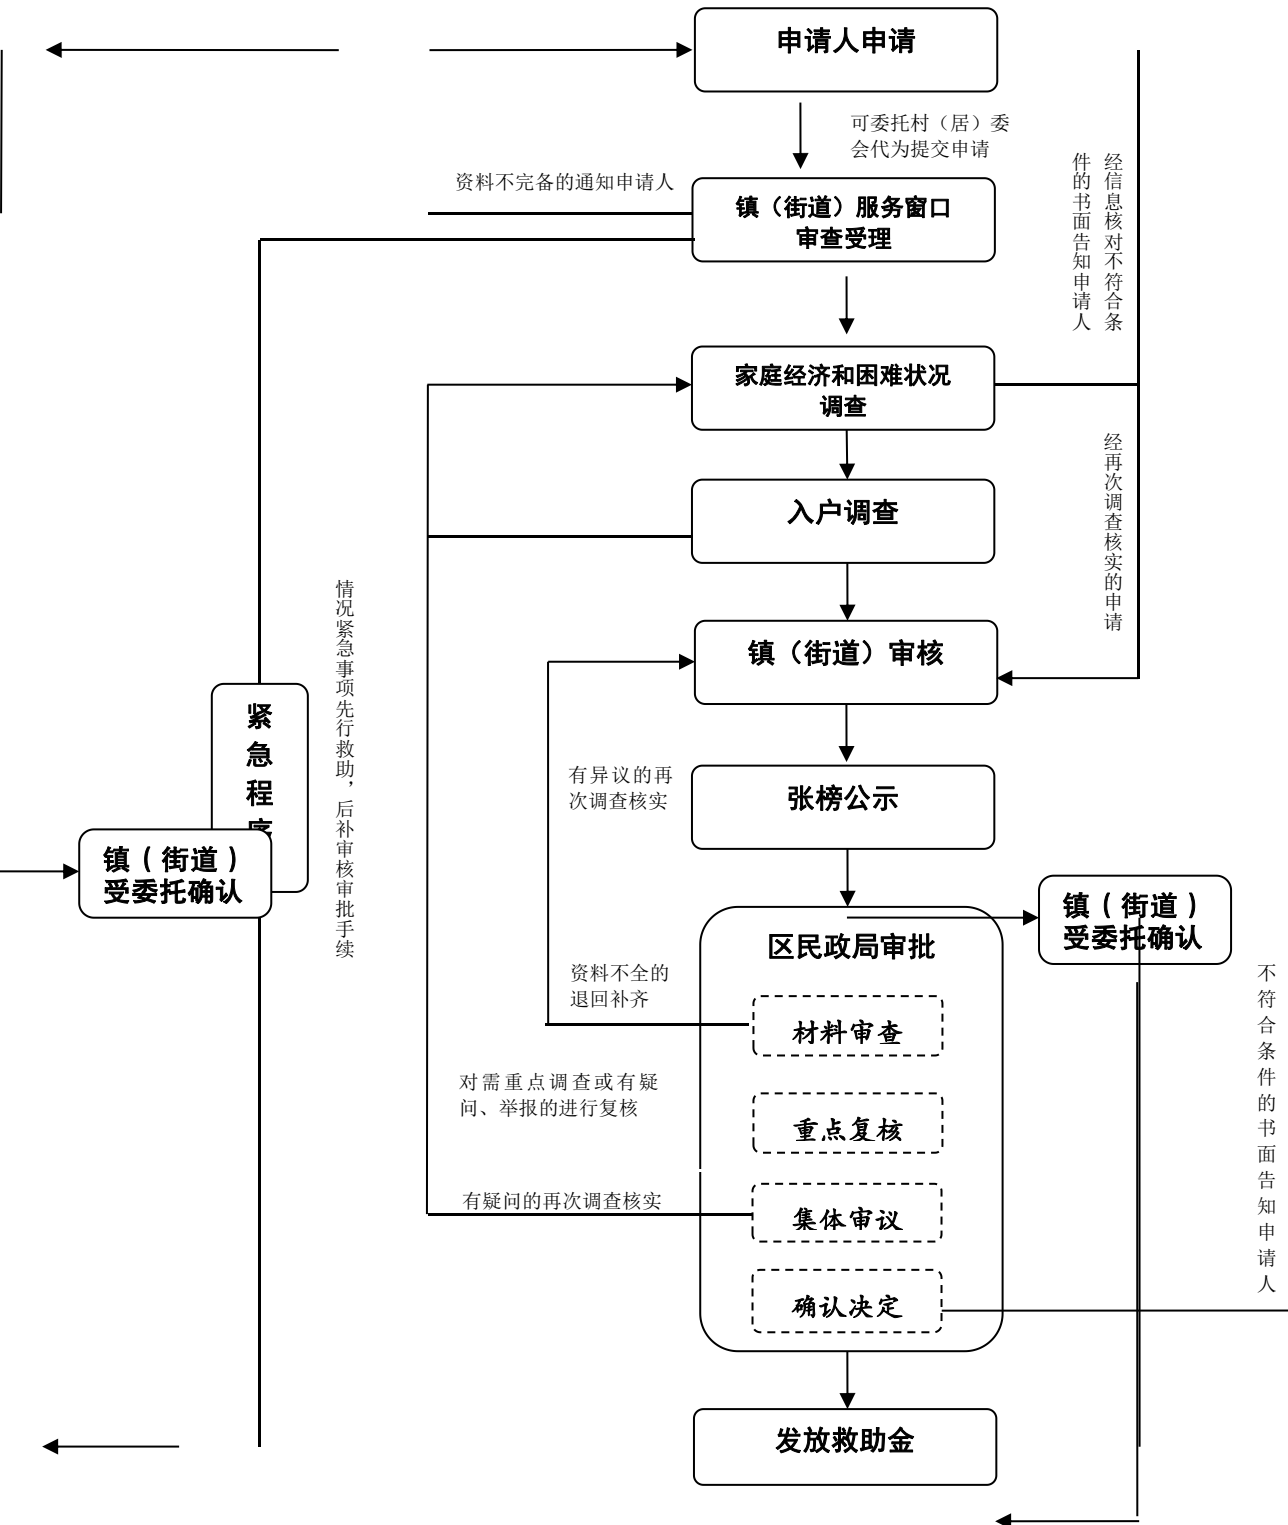 申请人申请
可委托村（居）委
会代为提交申请
资料不完备的通知申请人
镇（街道）服务窗口
审查受理
经信息核对不符合条
件的书面告知申请人
家庭经济和困难状况
调查
经再次调查核实的申请
入户调查
情况紧急事项先行救助，后补审核审批手续
镇（街道）审核
紧急程序
有异议的再
次调查核实
张榜公示
镇（街道）
受委托确认
镇（街道）
受委托确认
区民政局审批
资料不全的
退回补齐
材料审查
不符合条件的书面告知申请人
对需重点调查或有疑
问、举报的进行复核
重点复核
有疑问的再次调查核实
集体审议
确认决定
发放救助金